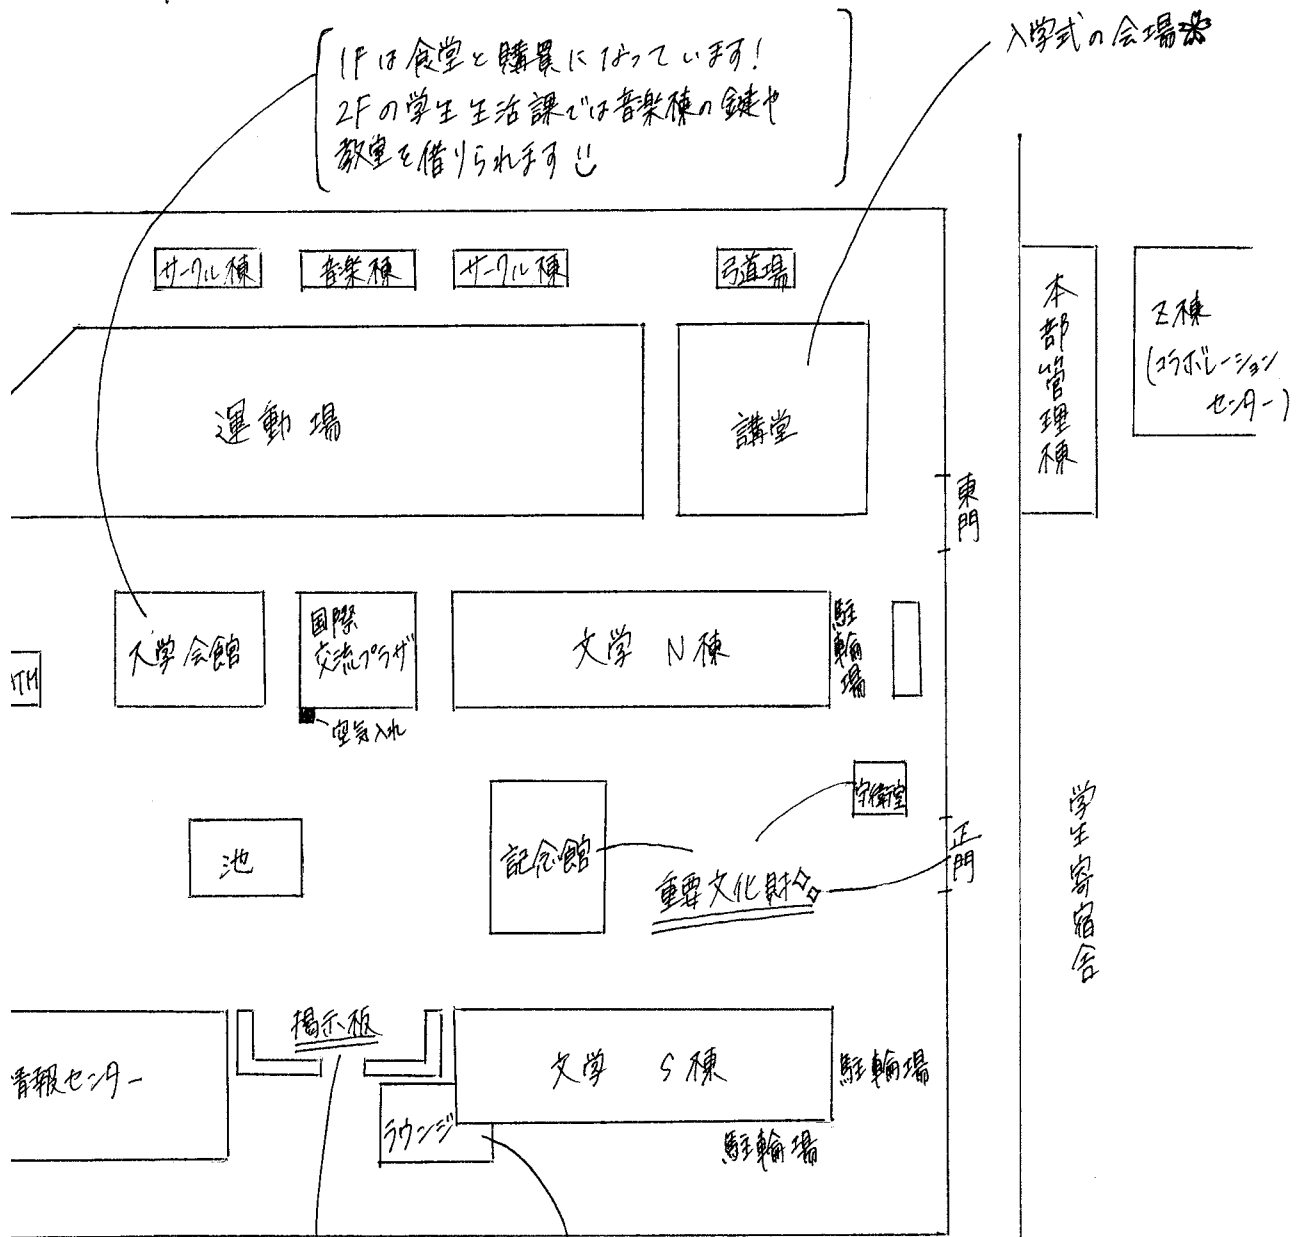 1Fは食堂と購買になっています!
2Fの学生生活課では音楽棟の鍵や
教室を借りられます
入学式の会場
サークル棟
音楽棟
サークル棟
弓道場
本部管理棟
Z棟
(コラボレーション
センター)
運動場
講堂
東門
大学会館
国際
交流プラザ
文学 N棟
駐輪場
空気入れ
守衛室
池
記念館
重要文化財
正門
学生寄宿舎
掲示板
情報センター
ラウンジ
文学 S棟
駐輪場
駐輪場